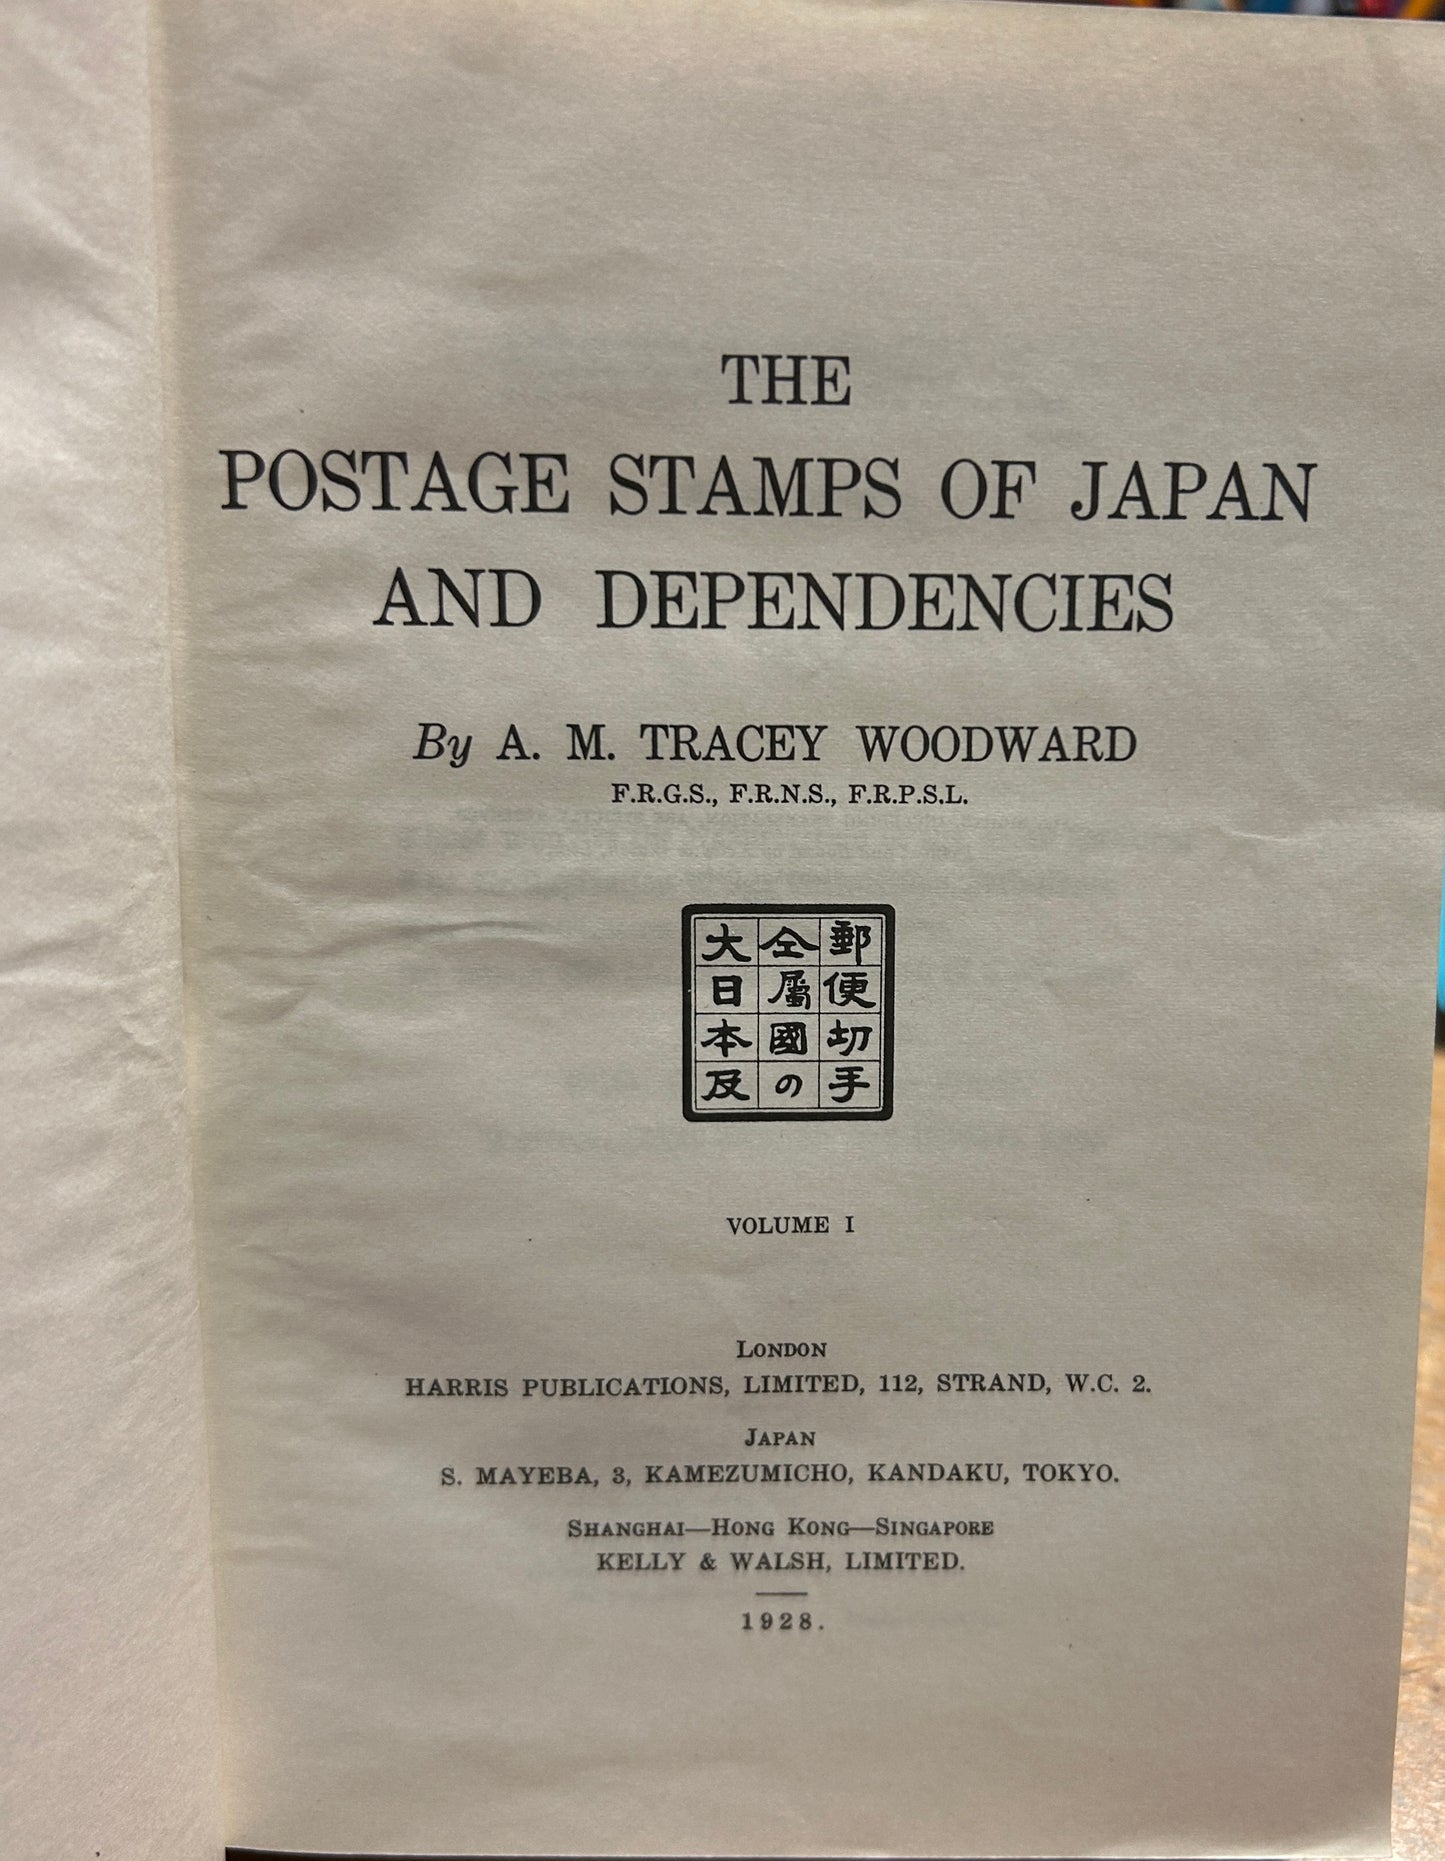 THE
POSTAGE STAMPS OF JAPAN
AND DEPENDENCIES
By A. M. TRACEY WOODWARD
F.R.G.S., F.R.N.S., F.R.P.S.L.
大日本及
仝屬國の
郵便切手
VOLUME I
LONDON
HARRIS PUBLICATIONS, LIMITED, 112, STRAND, W.C. 2.
JAPAN
S. MAYEBA, 3, KAMEZUMICHO, KANDAKU, TOKYO.
SHANGHAI—HONG KONG—SINGAPORE
KELLY & WALSH, LIMITED.
1928.